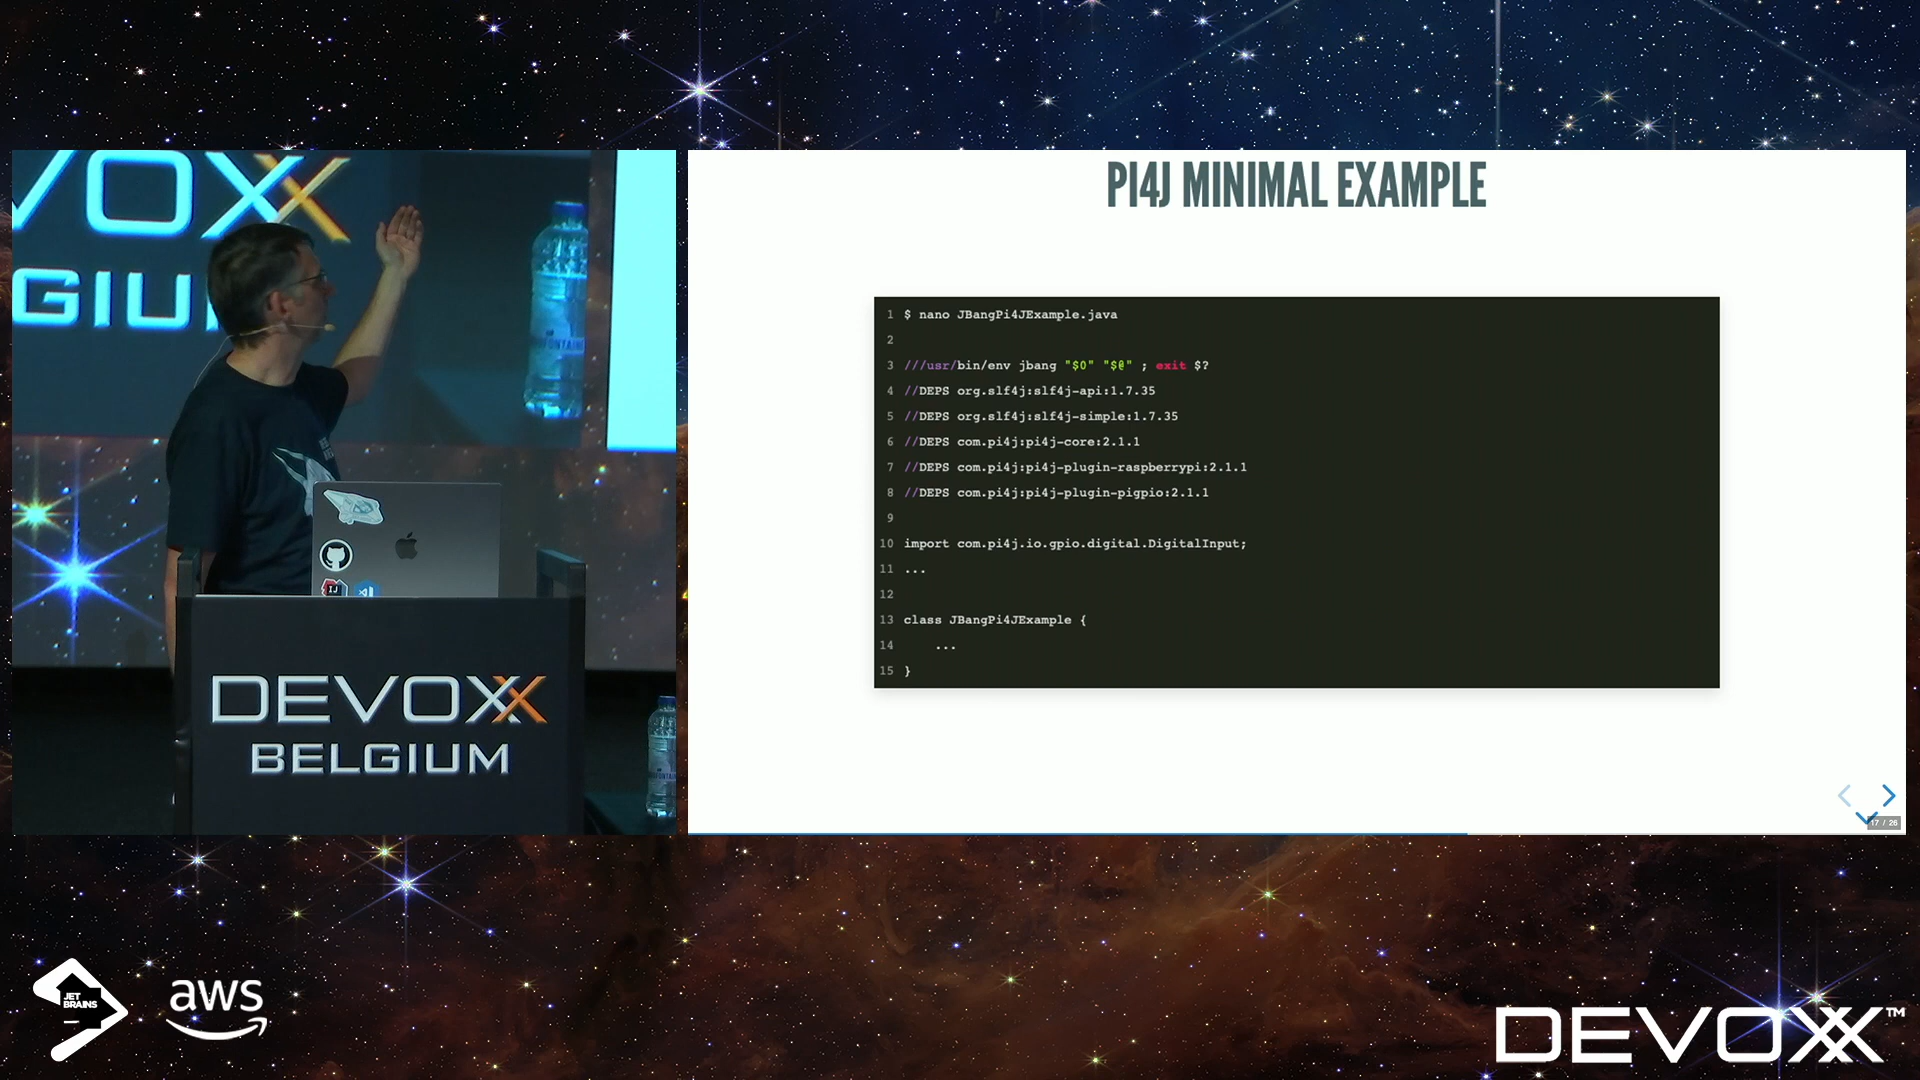 VOXX
GIU
DEVOXX
BELGIUM
PI4J MINIMAL EXAMPLE
1 $ nano JBangPi4JExample.java
2
3 ///usr/bin/env jbang "$0" "$@" ; exit $?
4 //DEPS org.slf4j:slf4j-api:1.7.35
5 //DEPS org.slf4j:slf4j-simple:1.7.35
6 //DEPS com.pi4j:pi4j-core:2.1.1
7 //DEPS com.pi4j:pi4j-plugin-raspberrypi:2.1.1
8 //DEPS com.pi4j:pi4j-plugin-pigpio:2.1.1
9
10 import com.pi4j.io.gpio.digital.DigitalInput;
11 ...
12
13 class JBangPi4JExample {
14 ...
15 }
17 / 26
IJ
JET
BRAINS
aws
DEVOXX™